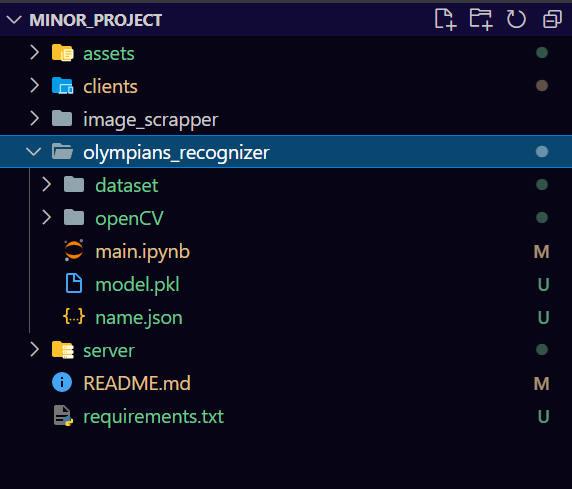 MINOR_PROJECT
assets
clients
image_scrapper
olympians_recognizer
dataset
openCV
main.ipynb M
model.pkl U
{..} name.json U
server
README.md M
requirements.txt U